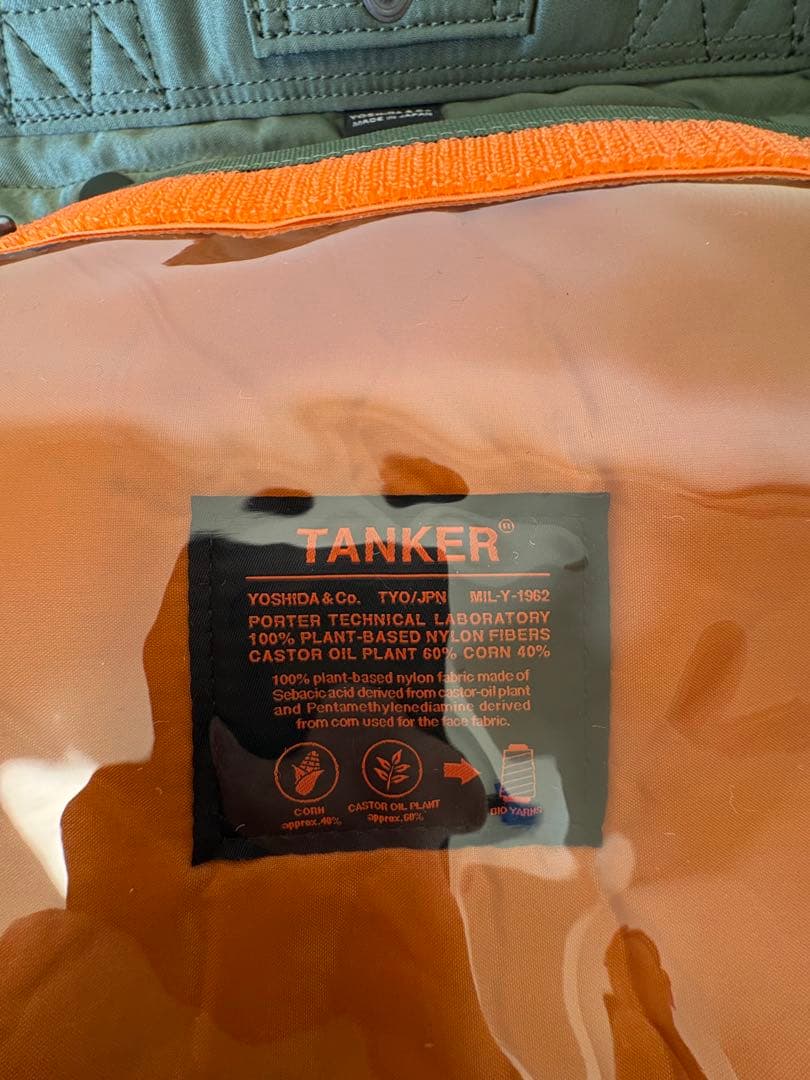 MADE IN JAPAN
TANKER®
YOSHIDA & Co. TYO/JPN MIL-Y-1962
PORTER TECHNICAL LABORATORY
100% PLANT-BASED NYLON FIBERS
CASTOR OIL PLANT 60% CORN 40%
100% plant-based nylon fabric made of
Sebacic acid derived from castor-oil plant
and Pentamethylenediamine derived
from corn used for the face fabric.
CORN
approx.40%
CASTOR OIL PLANT
approx.60%
BIO YARNS